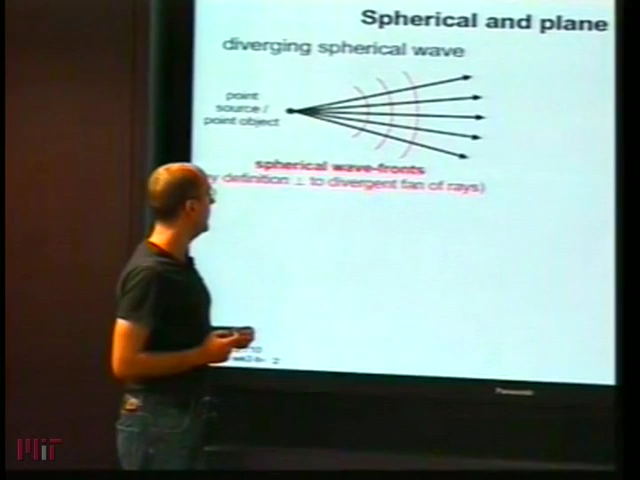 Spherical and plane
diverging spherical wave
point
source /
point object
spherical wave-fronts
y definition ⊥ to divergent fan of rays)
Panasonic
MIT